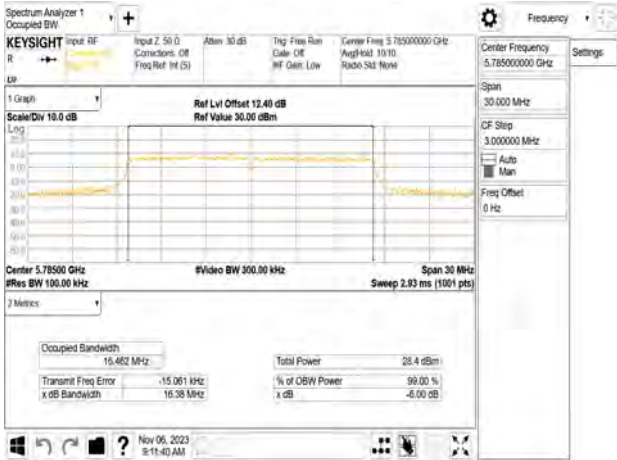 Spectrum Analyzer 1
Occupied BW
Frequency
KEYSIGHT Input: RF
R
Input Z: 50 Ω
Corrections: Off
Freq Ref: Int (S)
Atten: 30 dB
Trig: Free Run
Gate: Off
#IF Gain: Low
Center Freq: 5.785000000 GHz
Avg|Hold: 10/10
Radio Std: None
Center Frequency
5.785000000 GHz
Settings
Span
30.000 MHz
CF Step
3.000000 MHz
Auto
Man
Freq Offset
0 Hz
1 Graph
Scale/Div 10.0 dB
Ref Lvl Offset 12.40 dB
Ref Value 30.00 dBm
Log
Center 5.78500 GHz
#Video BW 300.00 kHz
Span 30 MHz
#Res BW 100.00 kHz
Sweep 2.93 ms (1001 pts)
2 Metrics
Occupied Bandwidth
16.462 MHz
Total Power
28.4 dBm
Transmit Freq Error
-15.061 kHz
% of OBW Power
99.00 %
x dB Bandwidth
16.38 MHz
x dB
-6.00 dB
?
Nov 06, 2023
9:11:40 AM